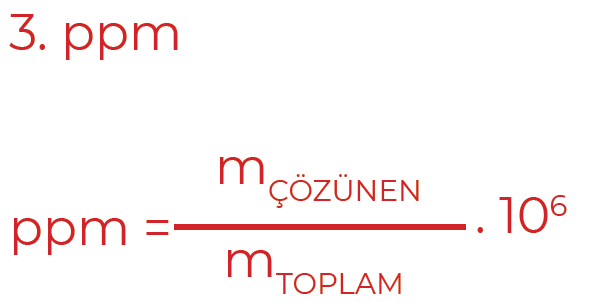 3. ppm
m ÇÖZÜNEN
ppm = . 10⁶
m TOPLAM